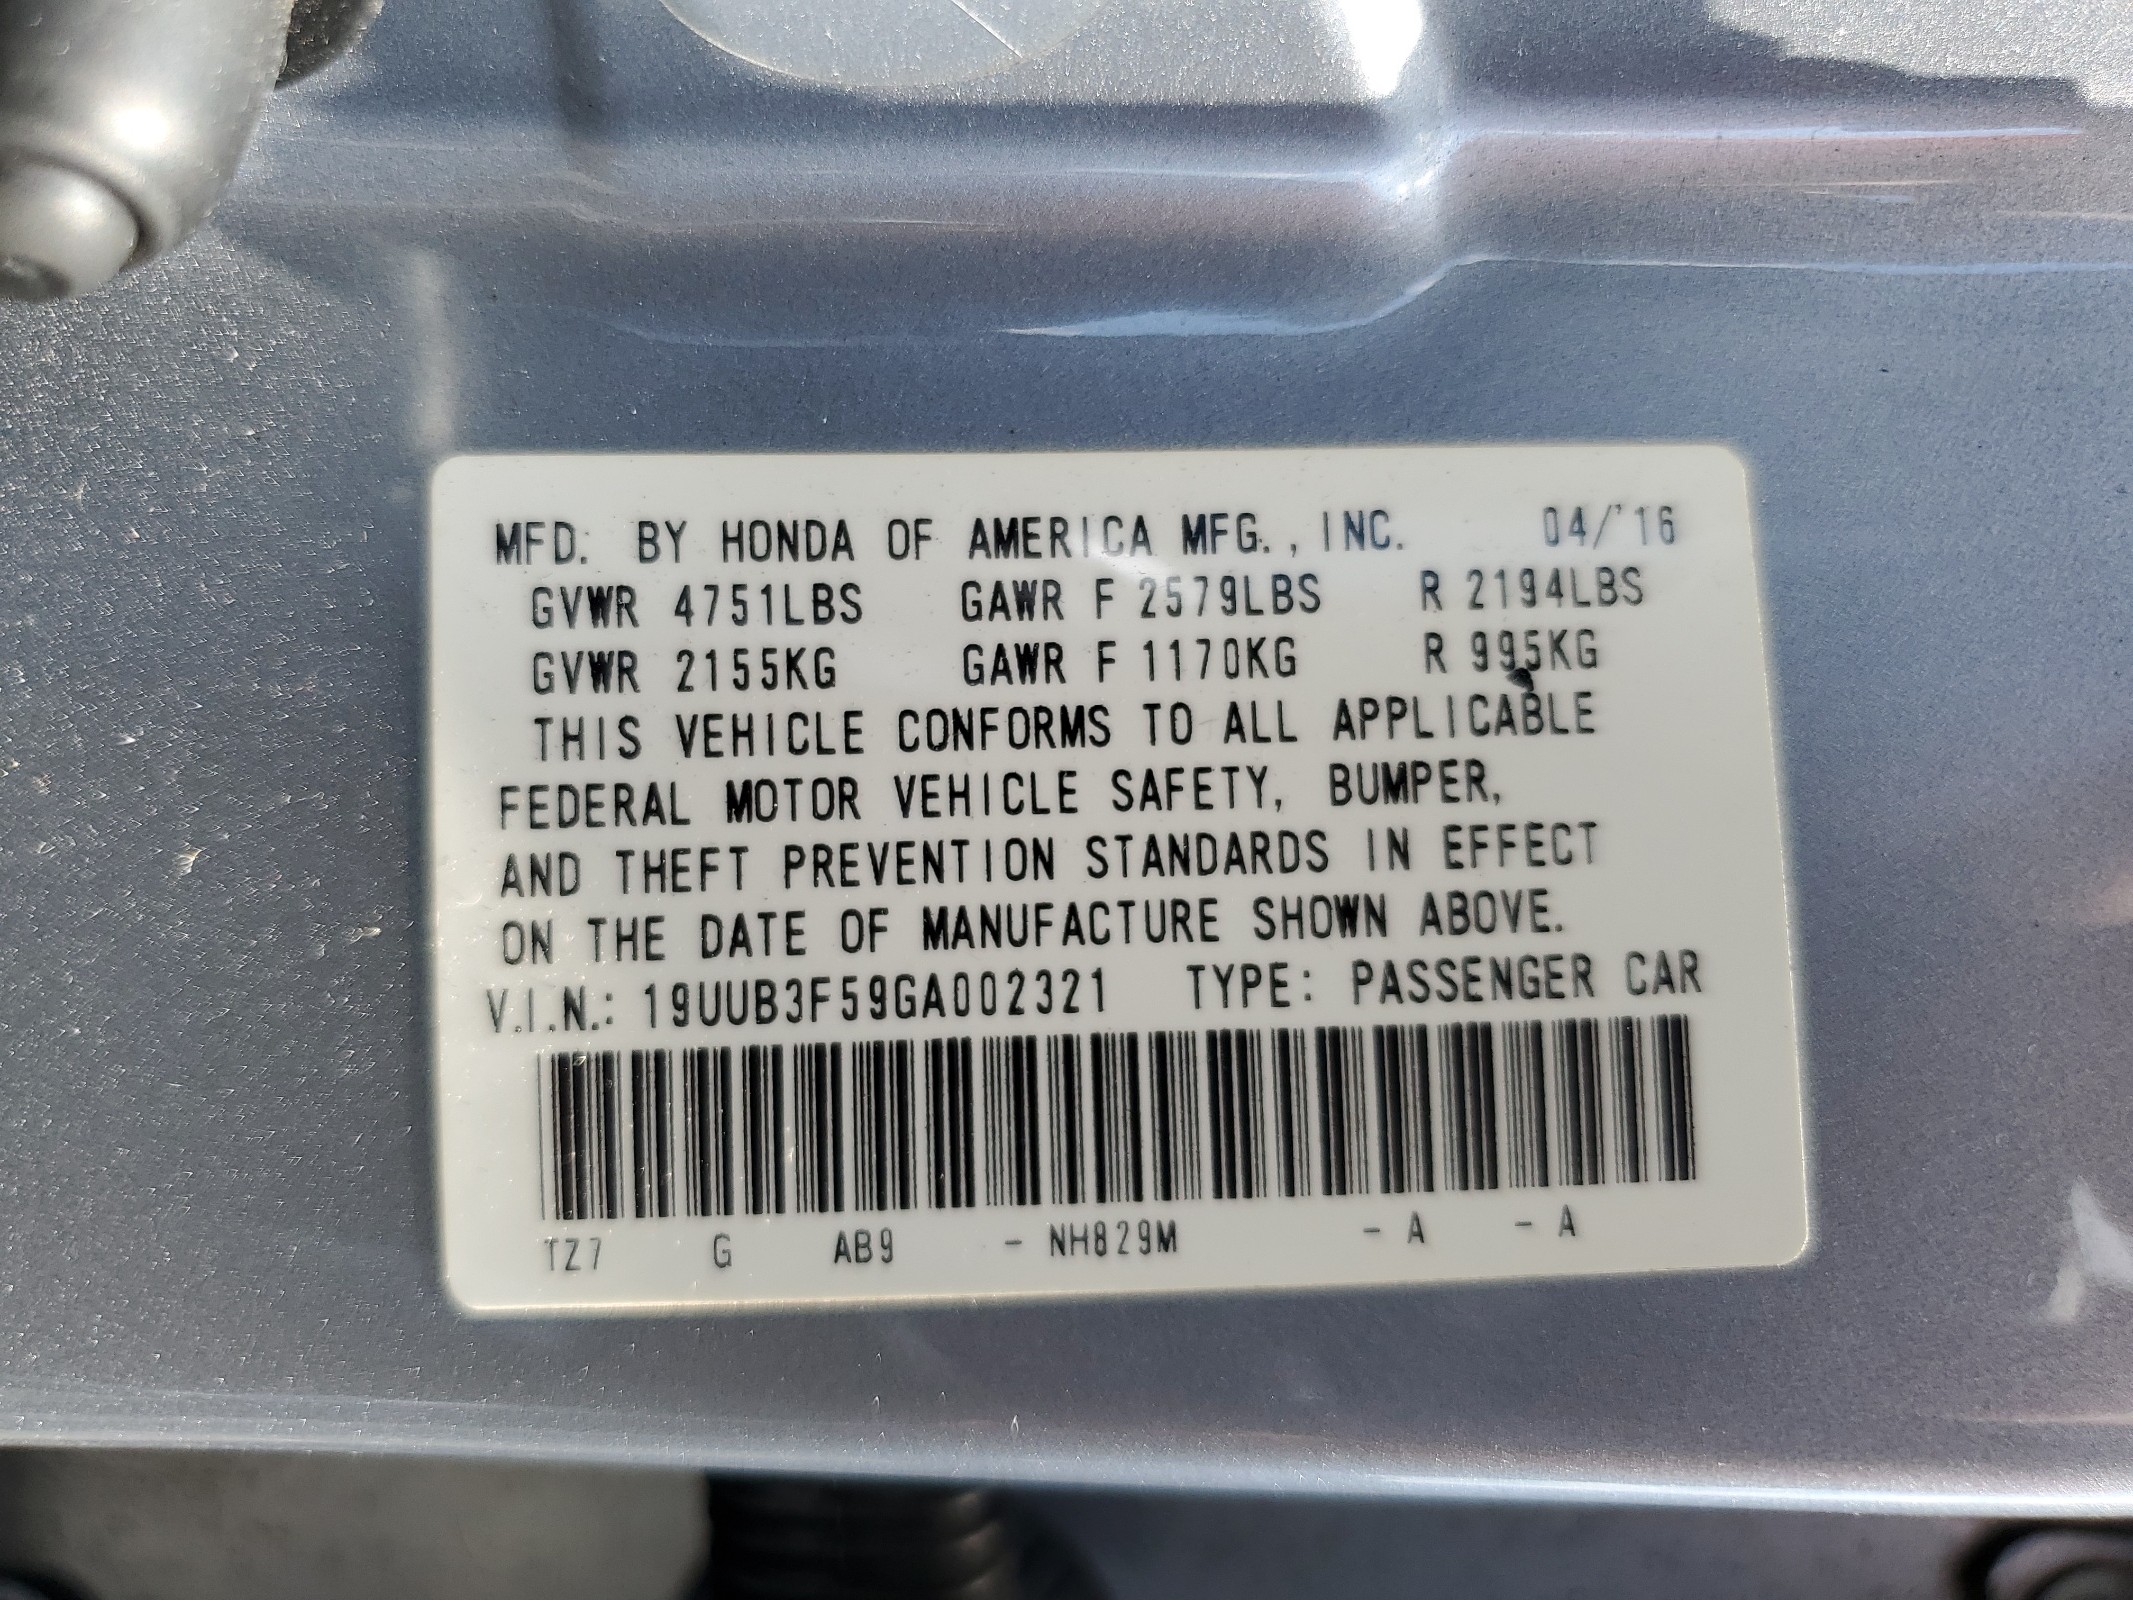 MFD. BY HONDA OF AMERICA MFG., INC. 04/'16
GVWR 4751LBS GAWR F 2579LBS R 2194LBS
GVWR 2155KG GAWR F 1170KG R 995KG
THIS VEHICLE CONFORMS TO ALL APPLICABLE
FEDERAL MOTOR VEHICLE SAFETY, BUMPER,
AND THEFT PREVENTION STANDARDS IN EFFECT
ON THE DATE OF MANUFACTURE SHOWN ABOVE.
V.I.N.: 19UUB3F59GA002321 TYPE: PASSENGER CAR
TZ7 G AB9 - NH829M - A - A